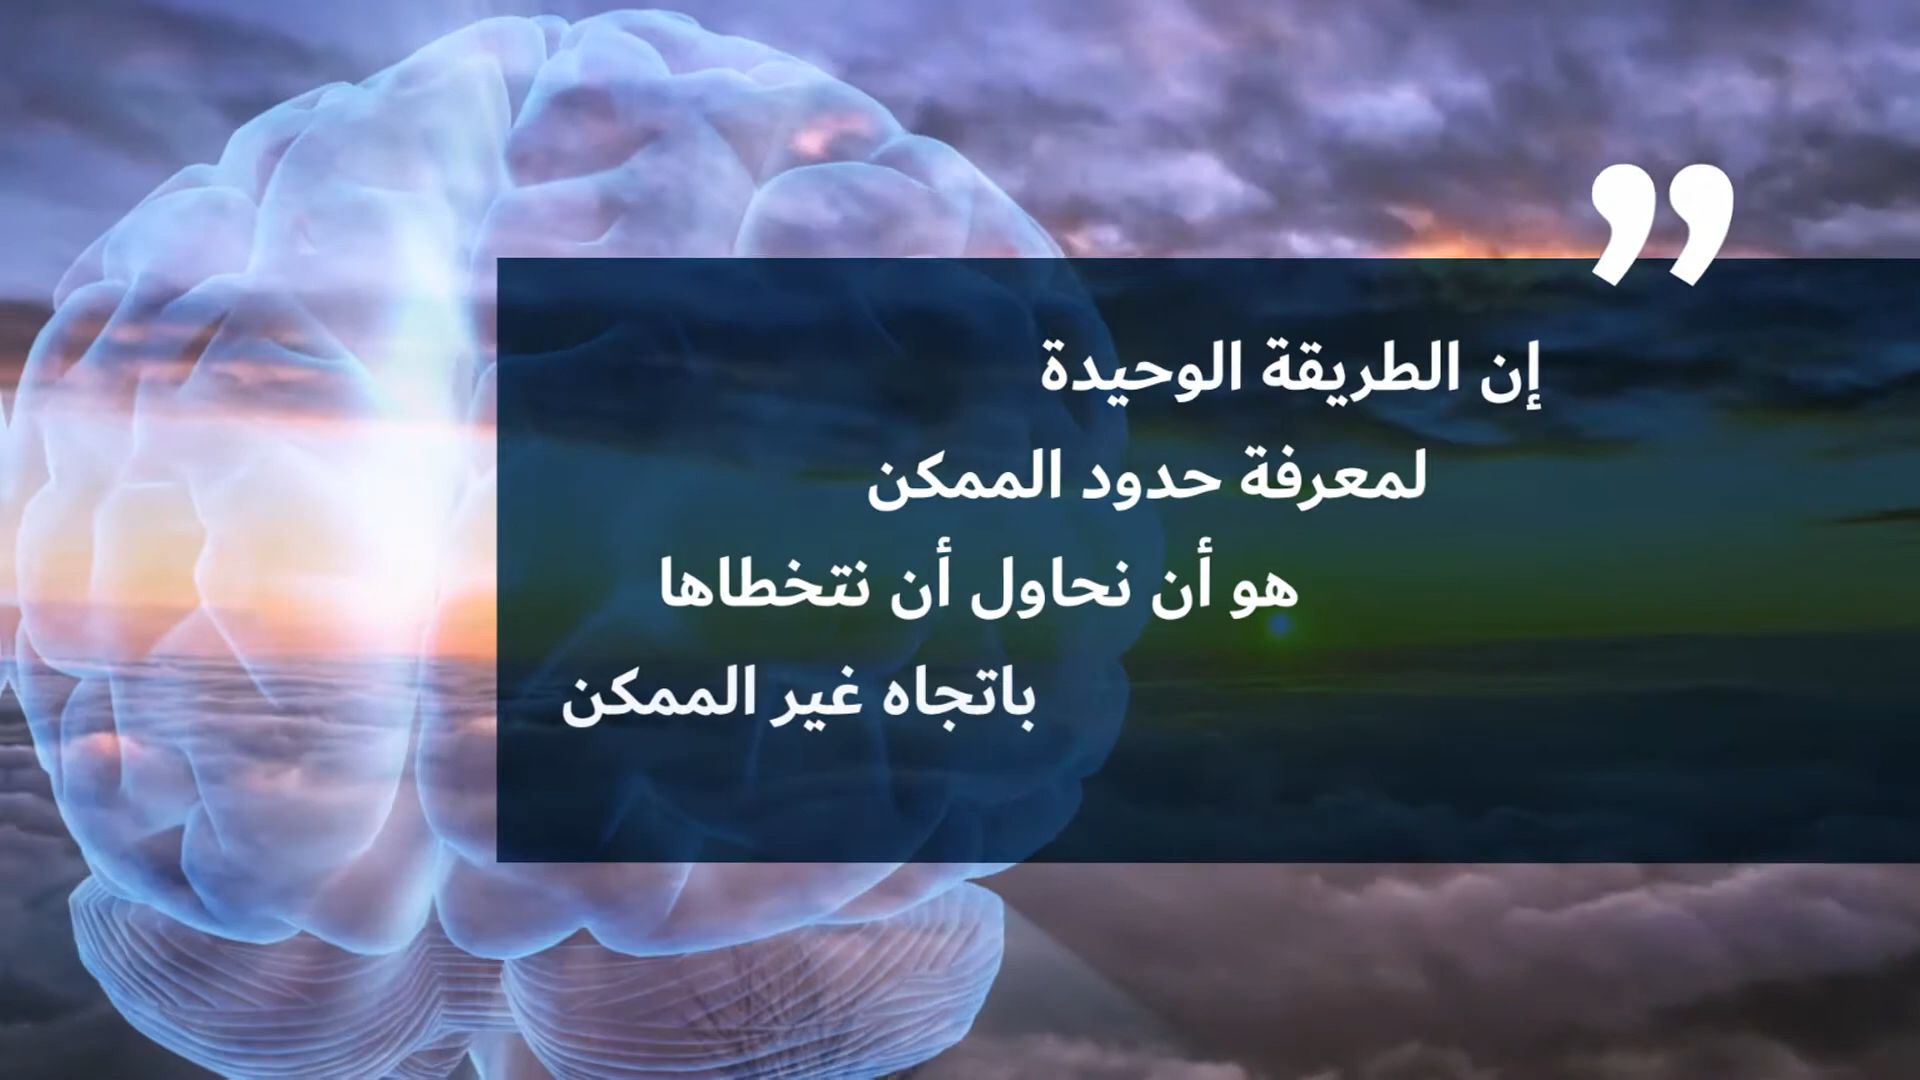 إن الطريقة الوحيدة
لمعرفة حدود الممكن
هو أن نحاول أن نتخطاها
باتجاه غير الممكن